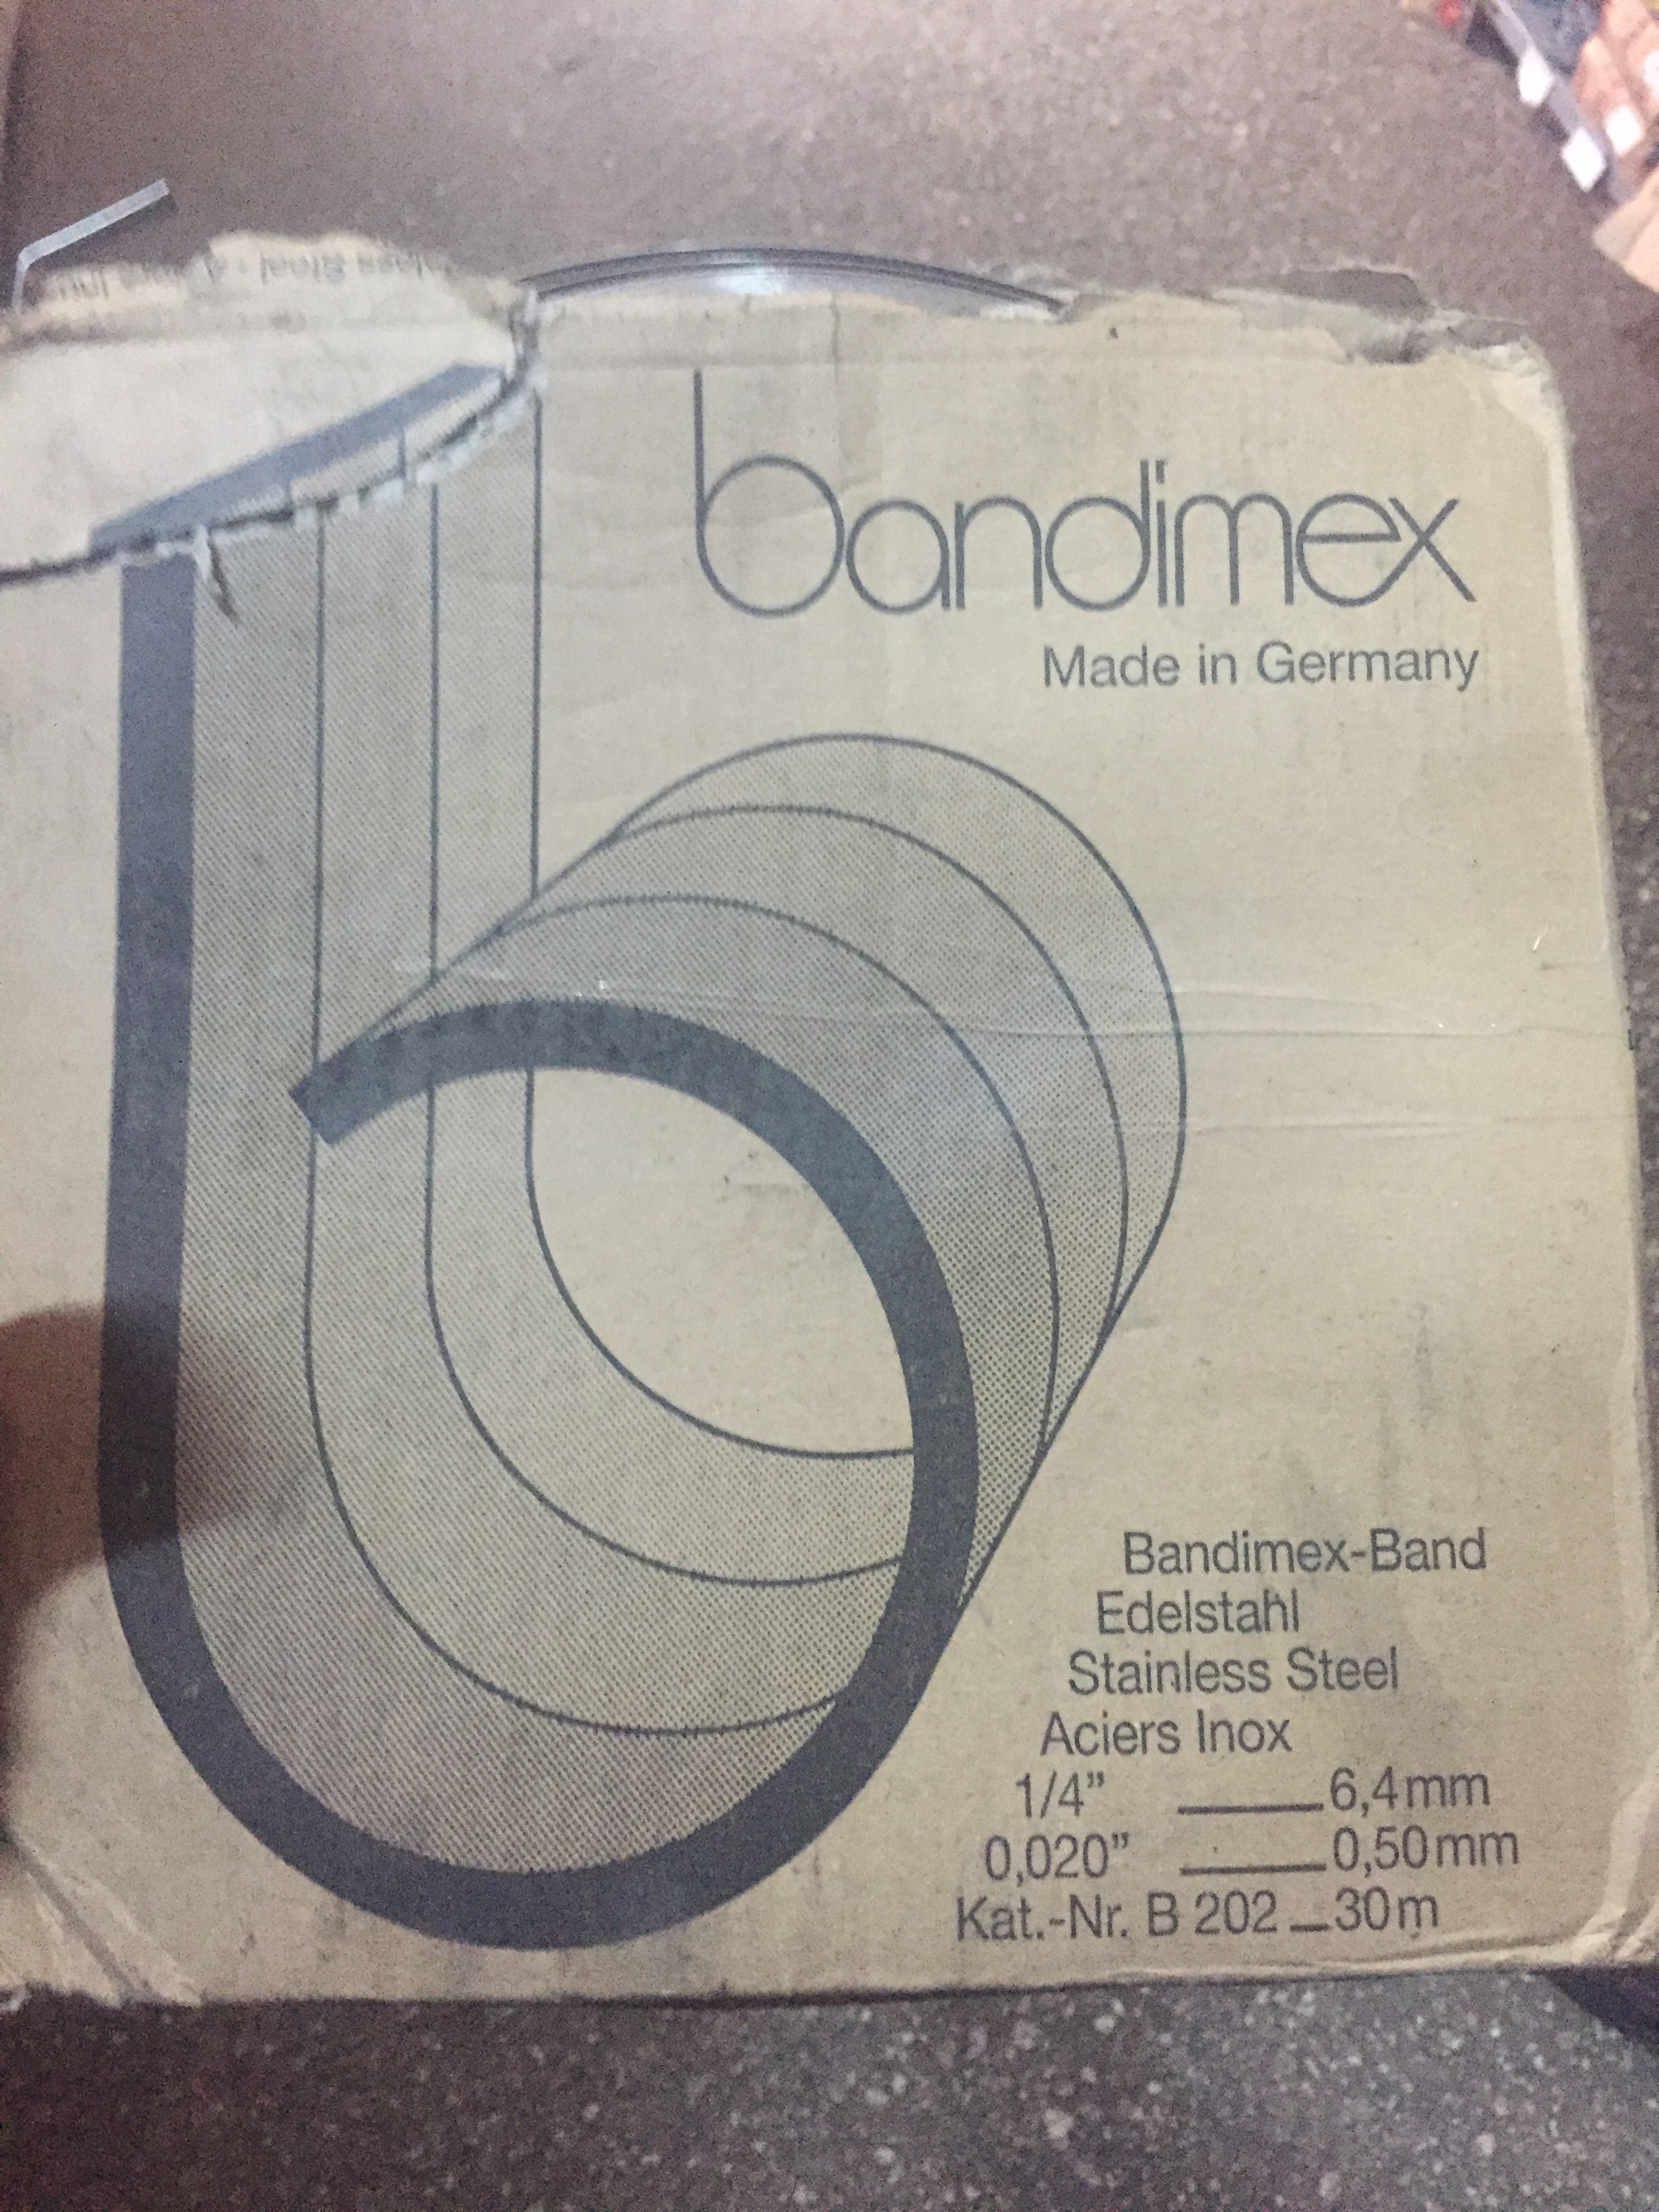 bandimex
Made in Germany
Bandimex-Band
Edelstahl
Stainless Steel
Aciers Inox
1/4” 6,4mm
0,020” 0,50mm
Kat.-Nr. B 202 30m